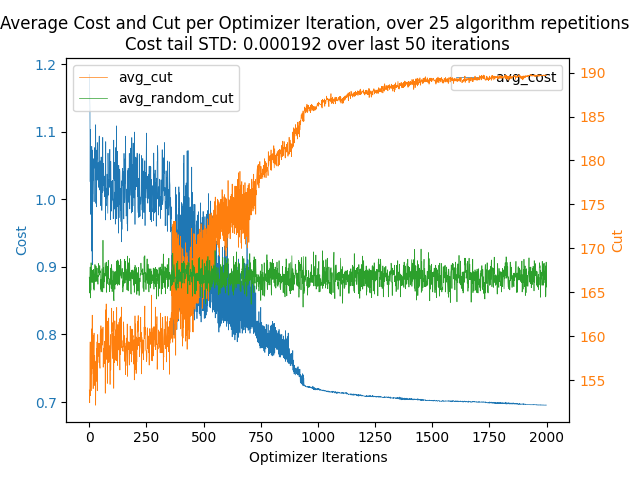 Average Cost and Cut per Optimizer Iteration, over 25 algorithm repetitions
Cost tail STD: 0.000192 over last 50 iterations
avg_cut
avg_random_cut
avg_cost
1.2
1.1
1.0
0.9
0.8
0.7
Cost
190
185
180
175
170
165
160
155
Cut
0 250 500 750 1000 1250 1500 1750 2000
Optimizer Iterations